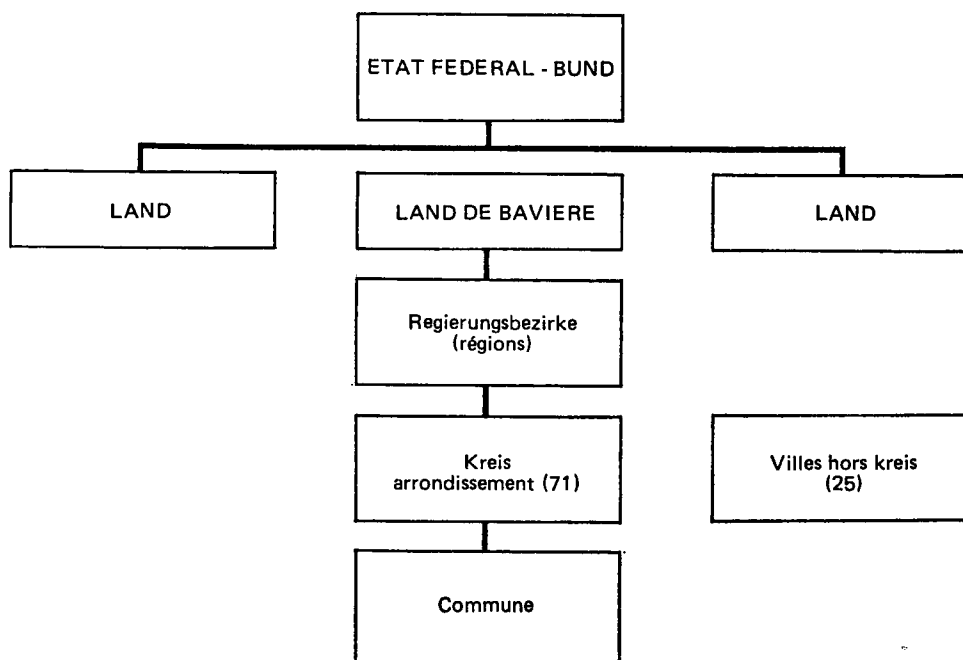 ETAT FEDERAL - BUND
LAND
LAND DE BAVIERE
LAND
Regierungsbezirke
(régions)
Kreis
arrondissement (71)
Villes hors kreis
(25)
Commune